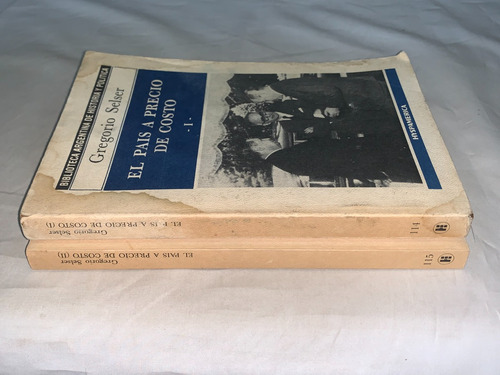 BIBLIOTECA ARGENTINA DE HISTORIA Y POLITICA
Gregorio Selser
EL PAIS A PRECIO
DE COSTO
- I -
HYSPAMERICA
Gregorio Selser
EL PAIS A PRECIO DE COSTO (I)
114
Gregorio Selser
EL PAIS A PRECIO DE COSTO (I)
115